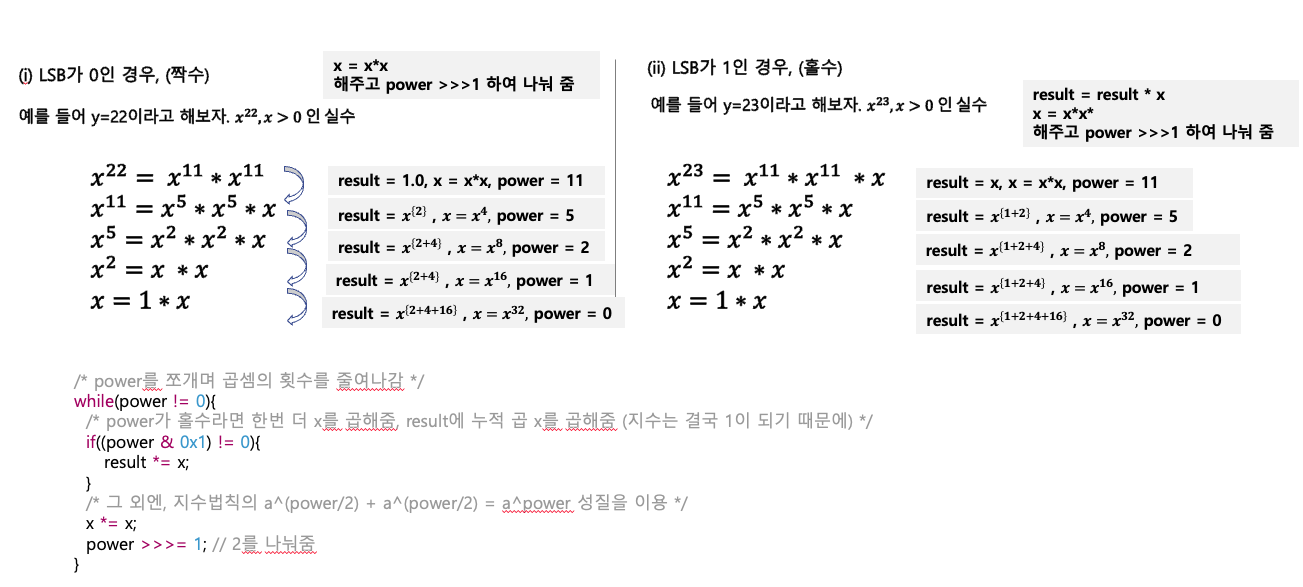 (i) LSB가 0인 경우, (짝수)
x = x*x
해주고 power >>>1 하여 나눠 줌
예를 들어 y=22이라고 해보자. x^22, x > 0 인 실수
x^22 = x^11 * x^11
x^11 = x^5 * x^5 * x
x^5 = x^2 * x^2 * x
x^2 = x * x
x = 1 * x
result = 1.0, x = x*x, power = 11
result = x^{2} , x = x^4, power = 5
result = x^{2+4} , x = x^8, power = 2
result = x^{2+4} , x = x^16, power = 1
result = x^{2+4+16} , x = x^32, power = 0
(ii) LSB가 1인 경우, (홀수)
예를 들어 y=23이라고 해보자. x^23, x > 0 인 실수
result = result * x
x = x*x*
해주고 power >>>1 하여 나눠 줌
x^23 = x^11 * x^11 * x
x^11 = x^5 * x^5 * x
x^5 = x^2 * x^2 * x
x^2 = x * x
x = 1 * x
result = x, x = x*x, power = 11
result = x^{1+2} , x = x^4, power = 5
result = x^{1+2+4} , x = x^8, power = 2
result = x^{1+2+4} , x = x^16, power = 1
result = x^{1+2+4+16} , x = x^32, power = 0
/* power를 쪼개며 곱셈의 횟수를 줄여나감 */
while(power != 0){
/* power가 홀수라면 한번 더 x를 곱해줌, result에 누적 곱 x를 곱해줌 (지수는 결국 1이 되기 때문에) */
if((power & 0x1) != 0){
result *= x;
}
/* 그 외엔, 지수법칙의 a^(power/2) + a^(power/2) = a^power 성질을 이용 */
x *= x;
power >>>= 1; // 2를 나눠줌
}